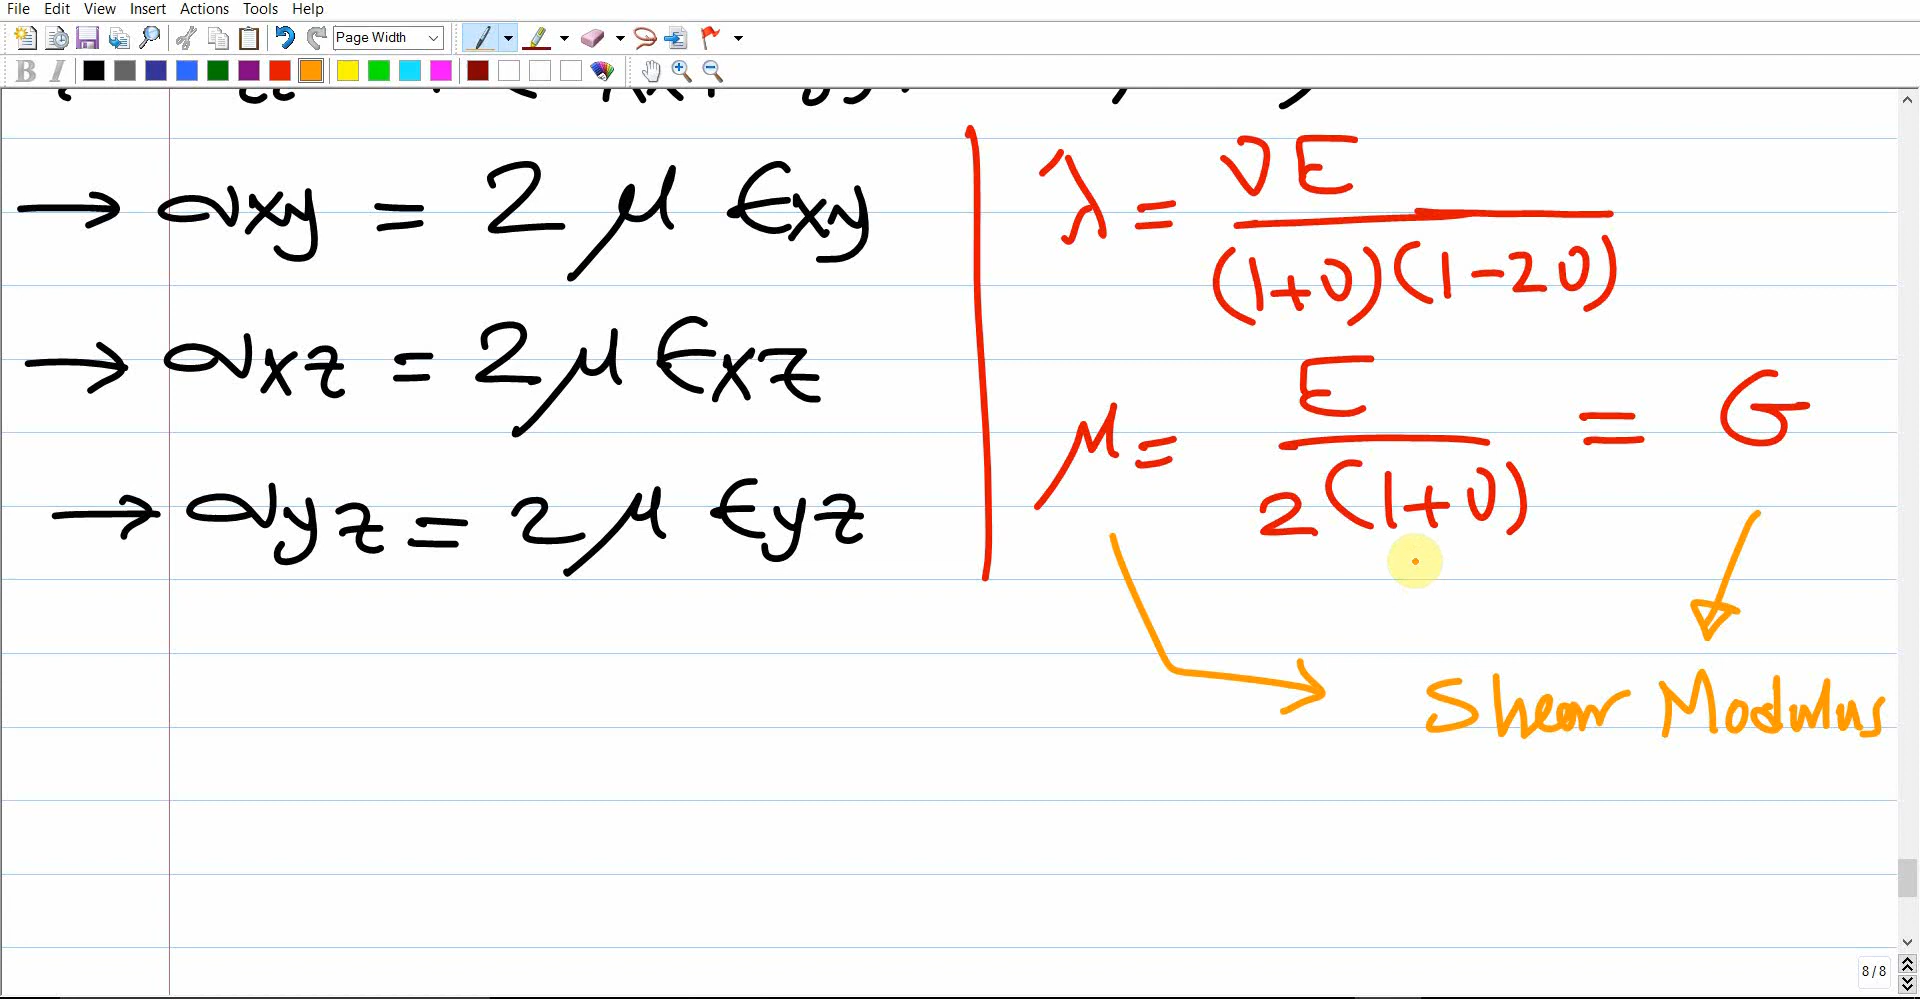 File Edit View Insert Actions Tools Help
Page Width
B I
→ σxy = 2 μ ϵxy
→ σxz = 2 μ ϵxz
→ σyz = 2 μ ϵyz
λ = νE
(1+ν)(1-2ν)
μ = E = G
2(1+ν)
Shear Modulus
8 / 8